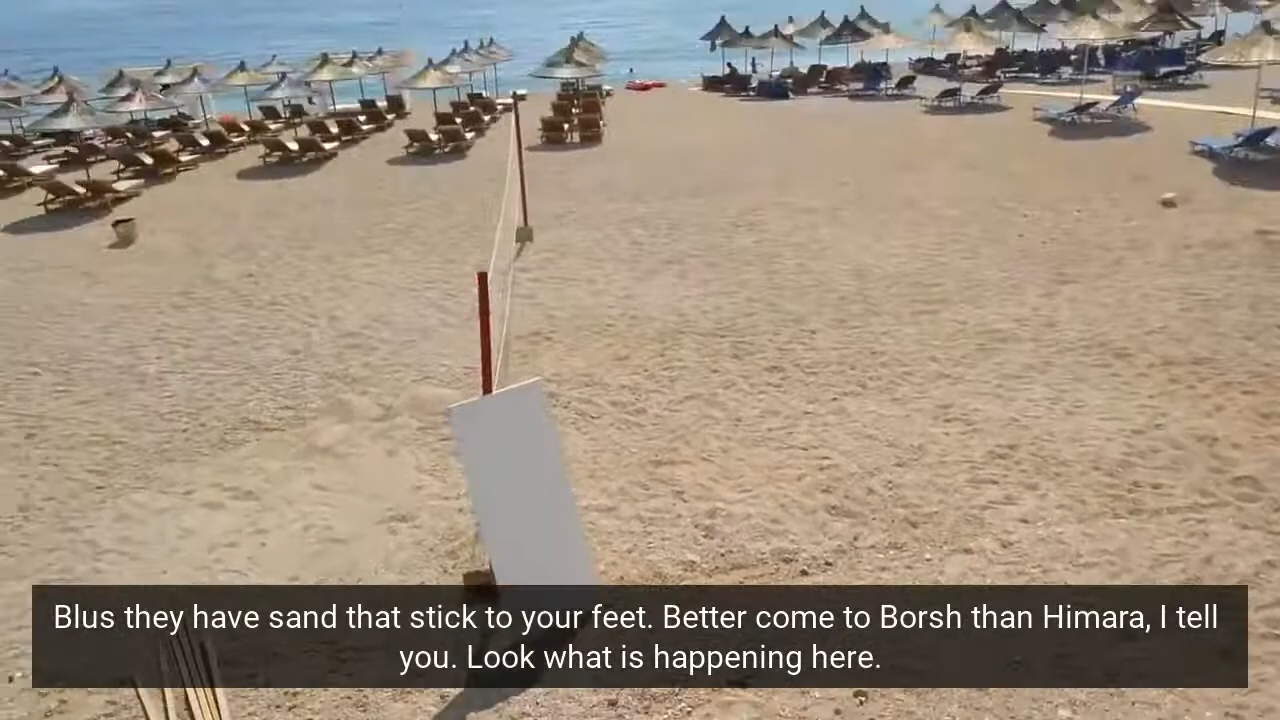 Blus they have sand that stick to your feet. Better come to Borsh than Himara, I tell
you. Look what is happening here.